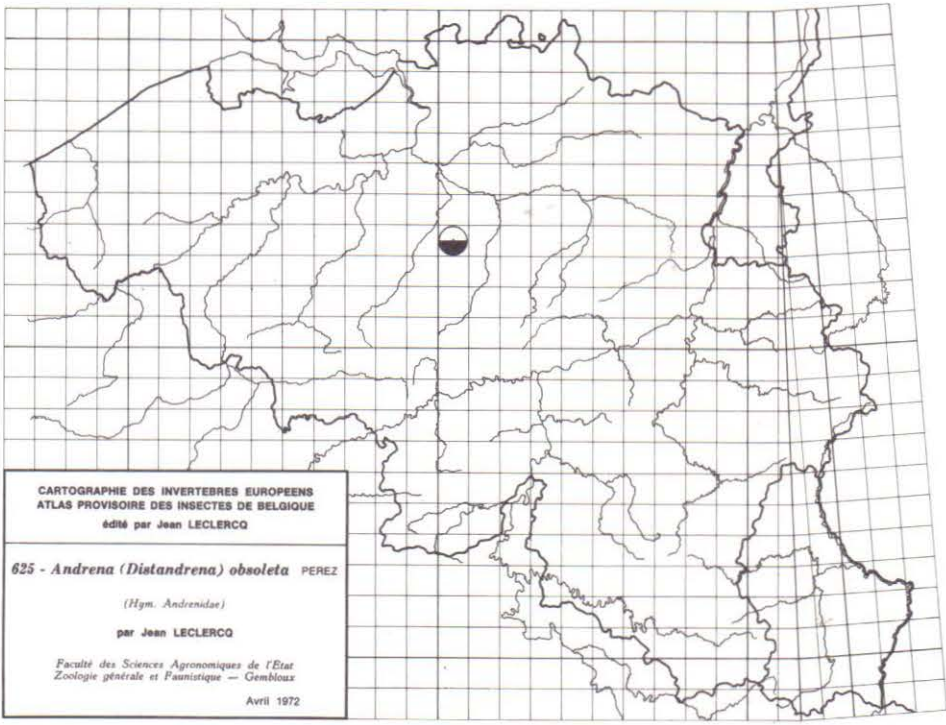 CARTOGRAPHIE DES INVERTEBRES EUROPEENS
ATLAS PROVISOIRE DES INSECTES DE BELGIQUE
édité par Jean LECLERCQ
625 - Andrena (Distandrena) obsoleta PEREZ
(Hym. Andrenidae)
par Jean LECLERCQ
Faculté des Sciences Agronomiques de l'Etat
Zoologie générale et Faunistique — Gembloux
Avril 1972